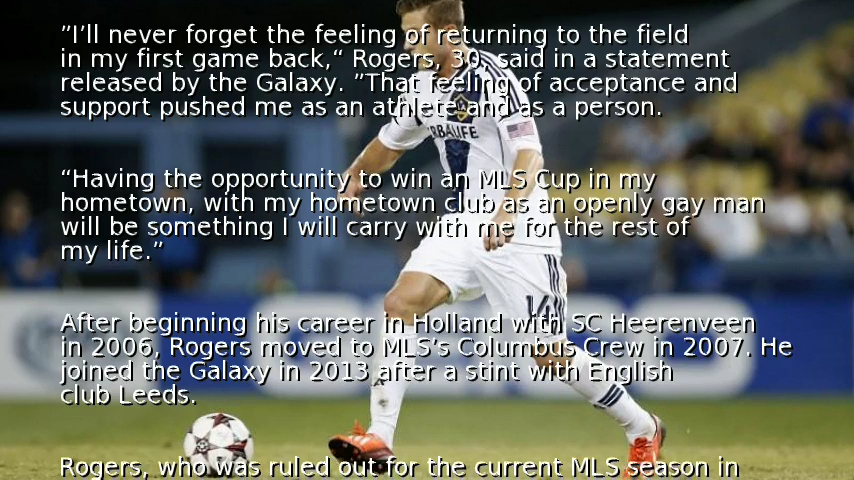 ”I’ll never forget the feeling of returning to the field
in my first game back,“ Rogers, 30, said in a statement
released by the Galaxy. ”That feeling of acceptance and
support pushed me as an athlete and as a person.
“Having the opportunity to win an MLS Cup in my
hometown, with my hometown club as an openly gay man
will be something I will carry with me for the rest of
my life.”
After beginning his career in Holland with SC Heerenveen
in 2006, Rogers moved to MLS’s Columbus Crew in 2007. He
joined the Galaxy in 2013 after a stint with English
club Leeds.
Rogers, who was ruled out for the current MLS season in
HERBALIFE
14